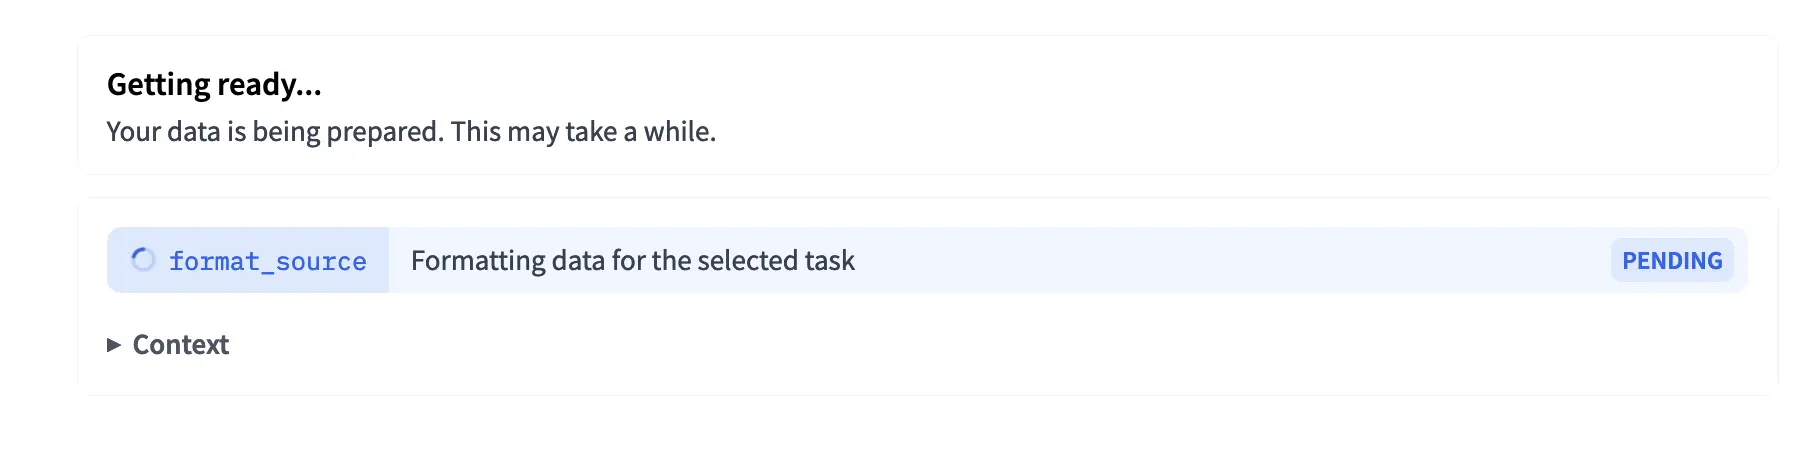 Getting ready...
Your data is being prepared. This may take a while.
format_source Formatting data for the selected task PENDING
Context